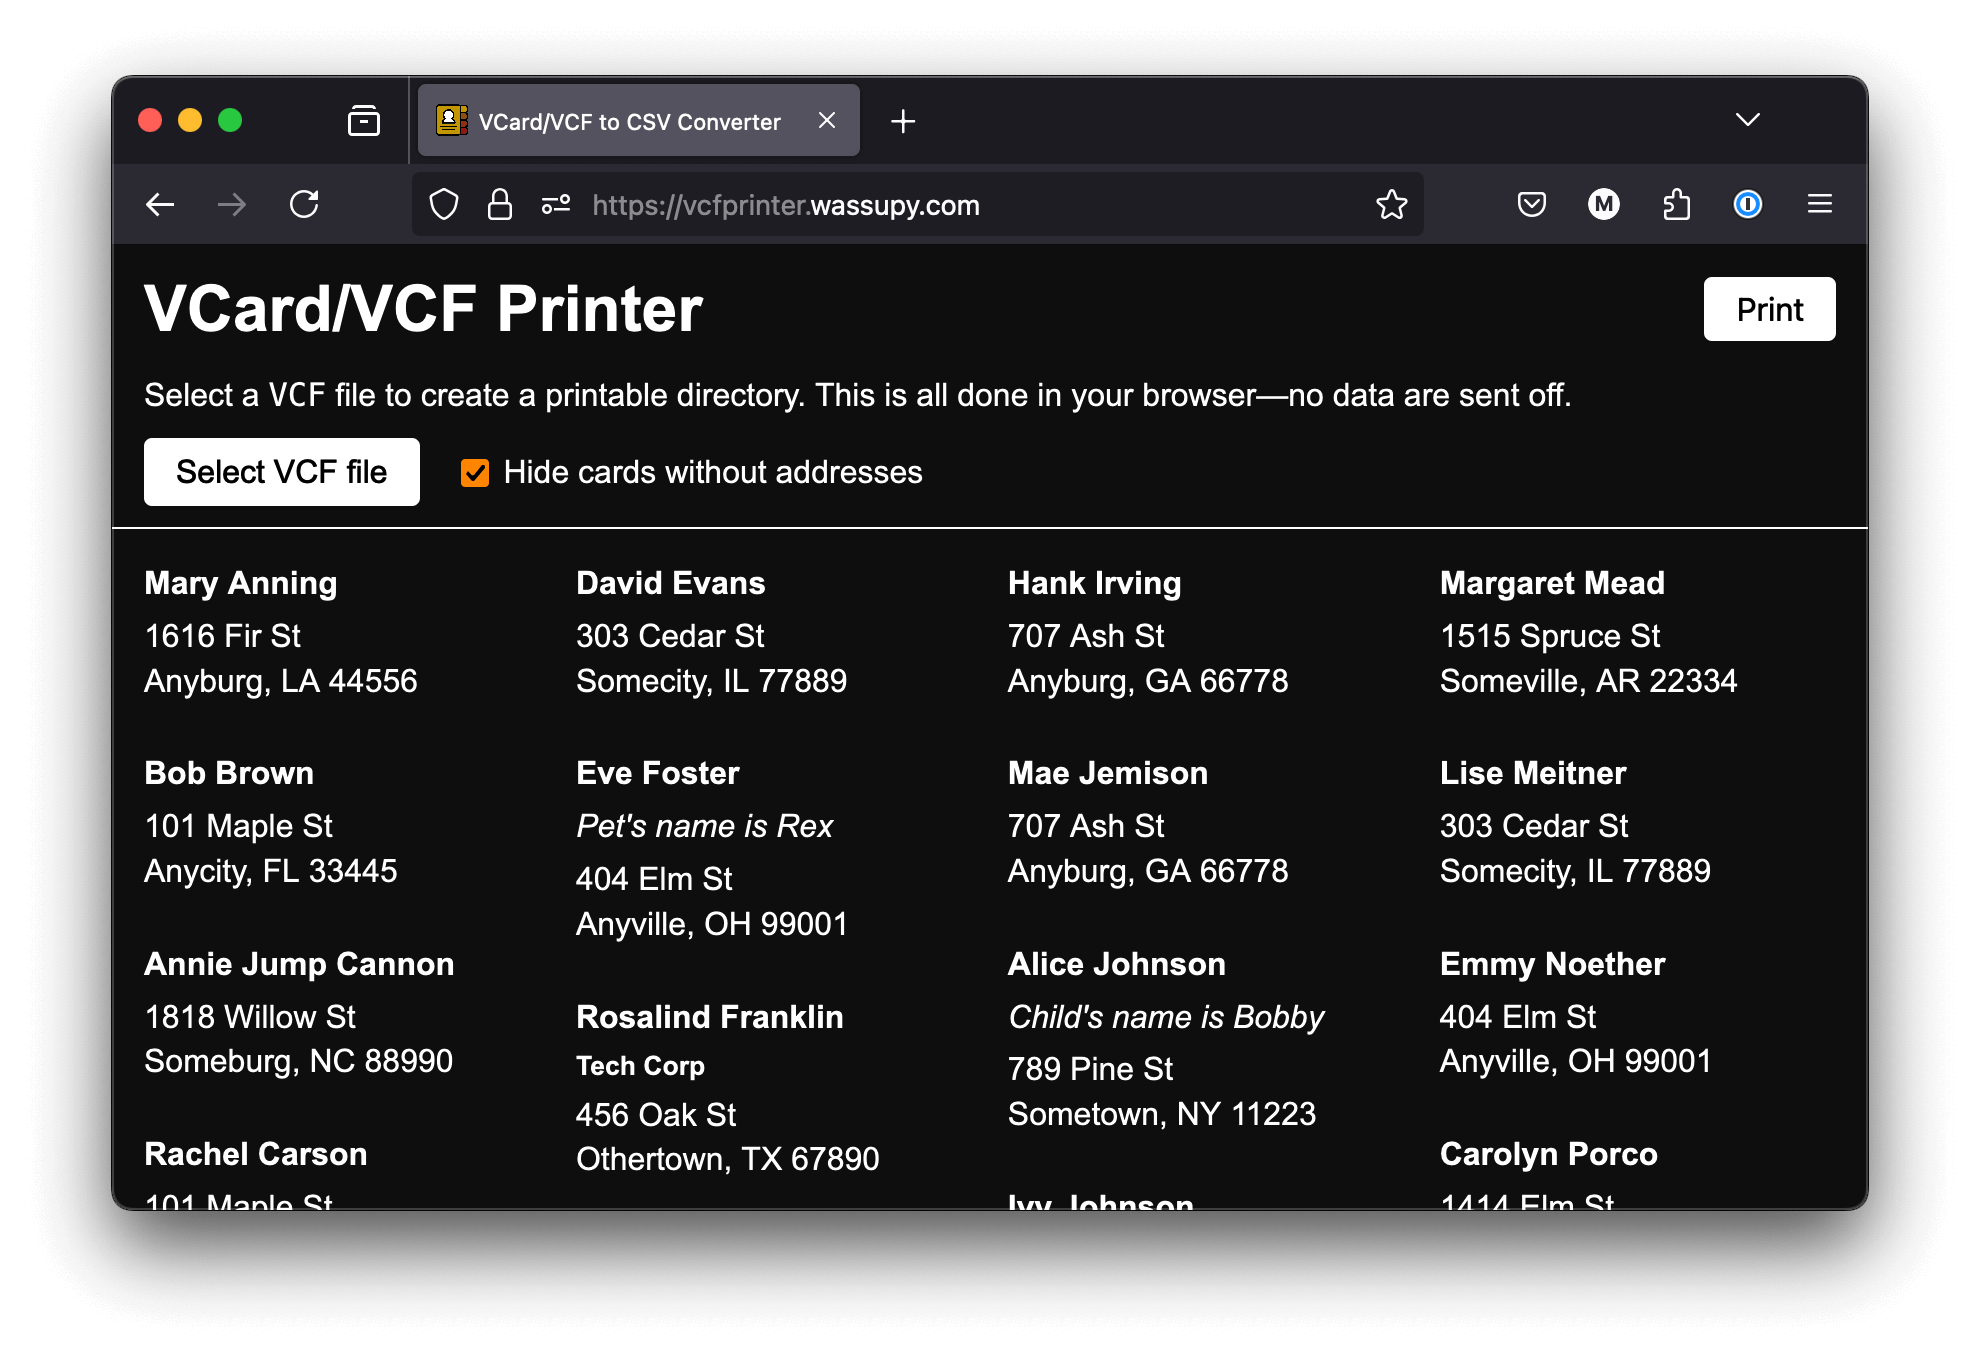 VCard/VCF to CSV Converter
https://vcfprinter.wassupy.com
M
VCard/VCF Printer
Print
Select a VCF file to create a printable directory. This is all done in your browser—no data are sent off.
Select VCF file
Hide cards without addresses
Mary Anning
1616 Fir St
Anyburg, LA 44556
Bob Brown
101 Maple St
Anycity, FL 33445
Annie Jump Cannon
1818 Willow St
Someburg, NC 88990
Rachel Carson
101 Maple St
David Evans
303 Cedar St
Somecity, IL 77889
Eve Foster
Pet's name is Rex
404 Elm St
Anyville, OH 99001
Rosalind Franklin
Tech Corp
456 Oak St
Othertown, TX 67890
Hank Irving
707 Ash St
Anyburg, GA 66778
Mae Jemison
707 Ash St
Anyburg, GA 66778
Alice Johnson
Child's name is Bobby
789 Pine St
Sometown, NY 11223
Ivy Johnson
Margaret Mead
1515 Spruce St
Someville, AR 22334
Lise Meitner
303 Cedar St
Somecity, IL 77889
Emmy Noether
404 Elm St
Anyville, OH 99001
Carolyn Porco
1414 Elm St